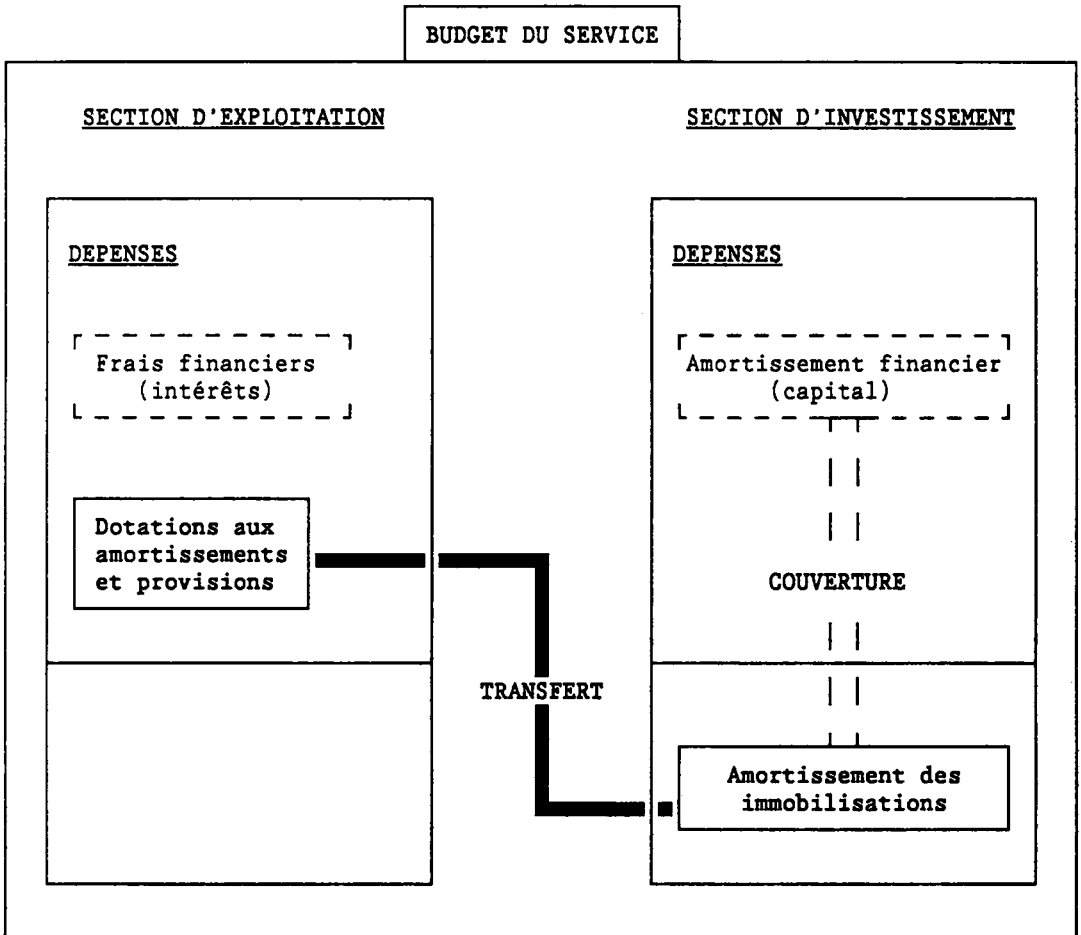 BUDGET DU SERVICE
SECTION D'EXPLOITATION
DEPENSES
Frais financiers
(intérêts)
Dotations aux
amortissements
et provisions
TRANSFERT
SECTION D'INVESTISSEMENT
DEPENSES
Amortissement financier
(capital)
COUVERTURE
Amortissement des
immobilisations